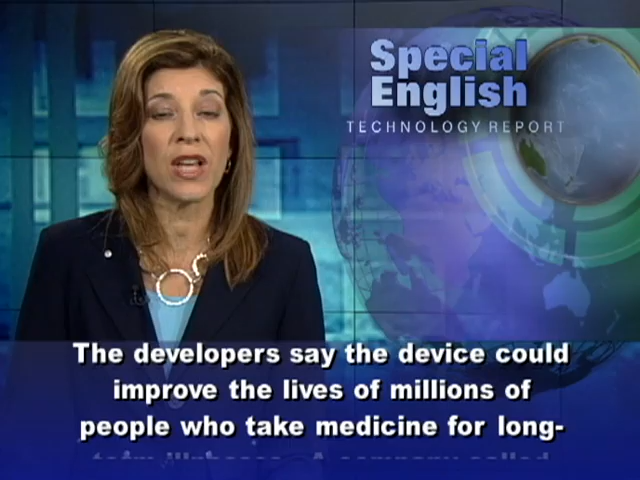 Special
English
TECHNOLOGY REPORT
The developers say the device could
improve the lives of millions of
people who take medicine for long-